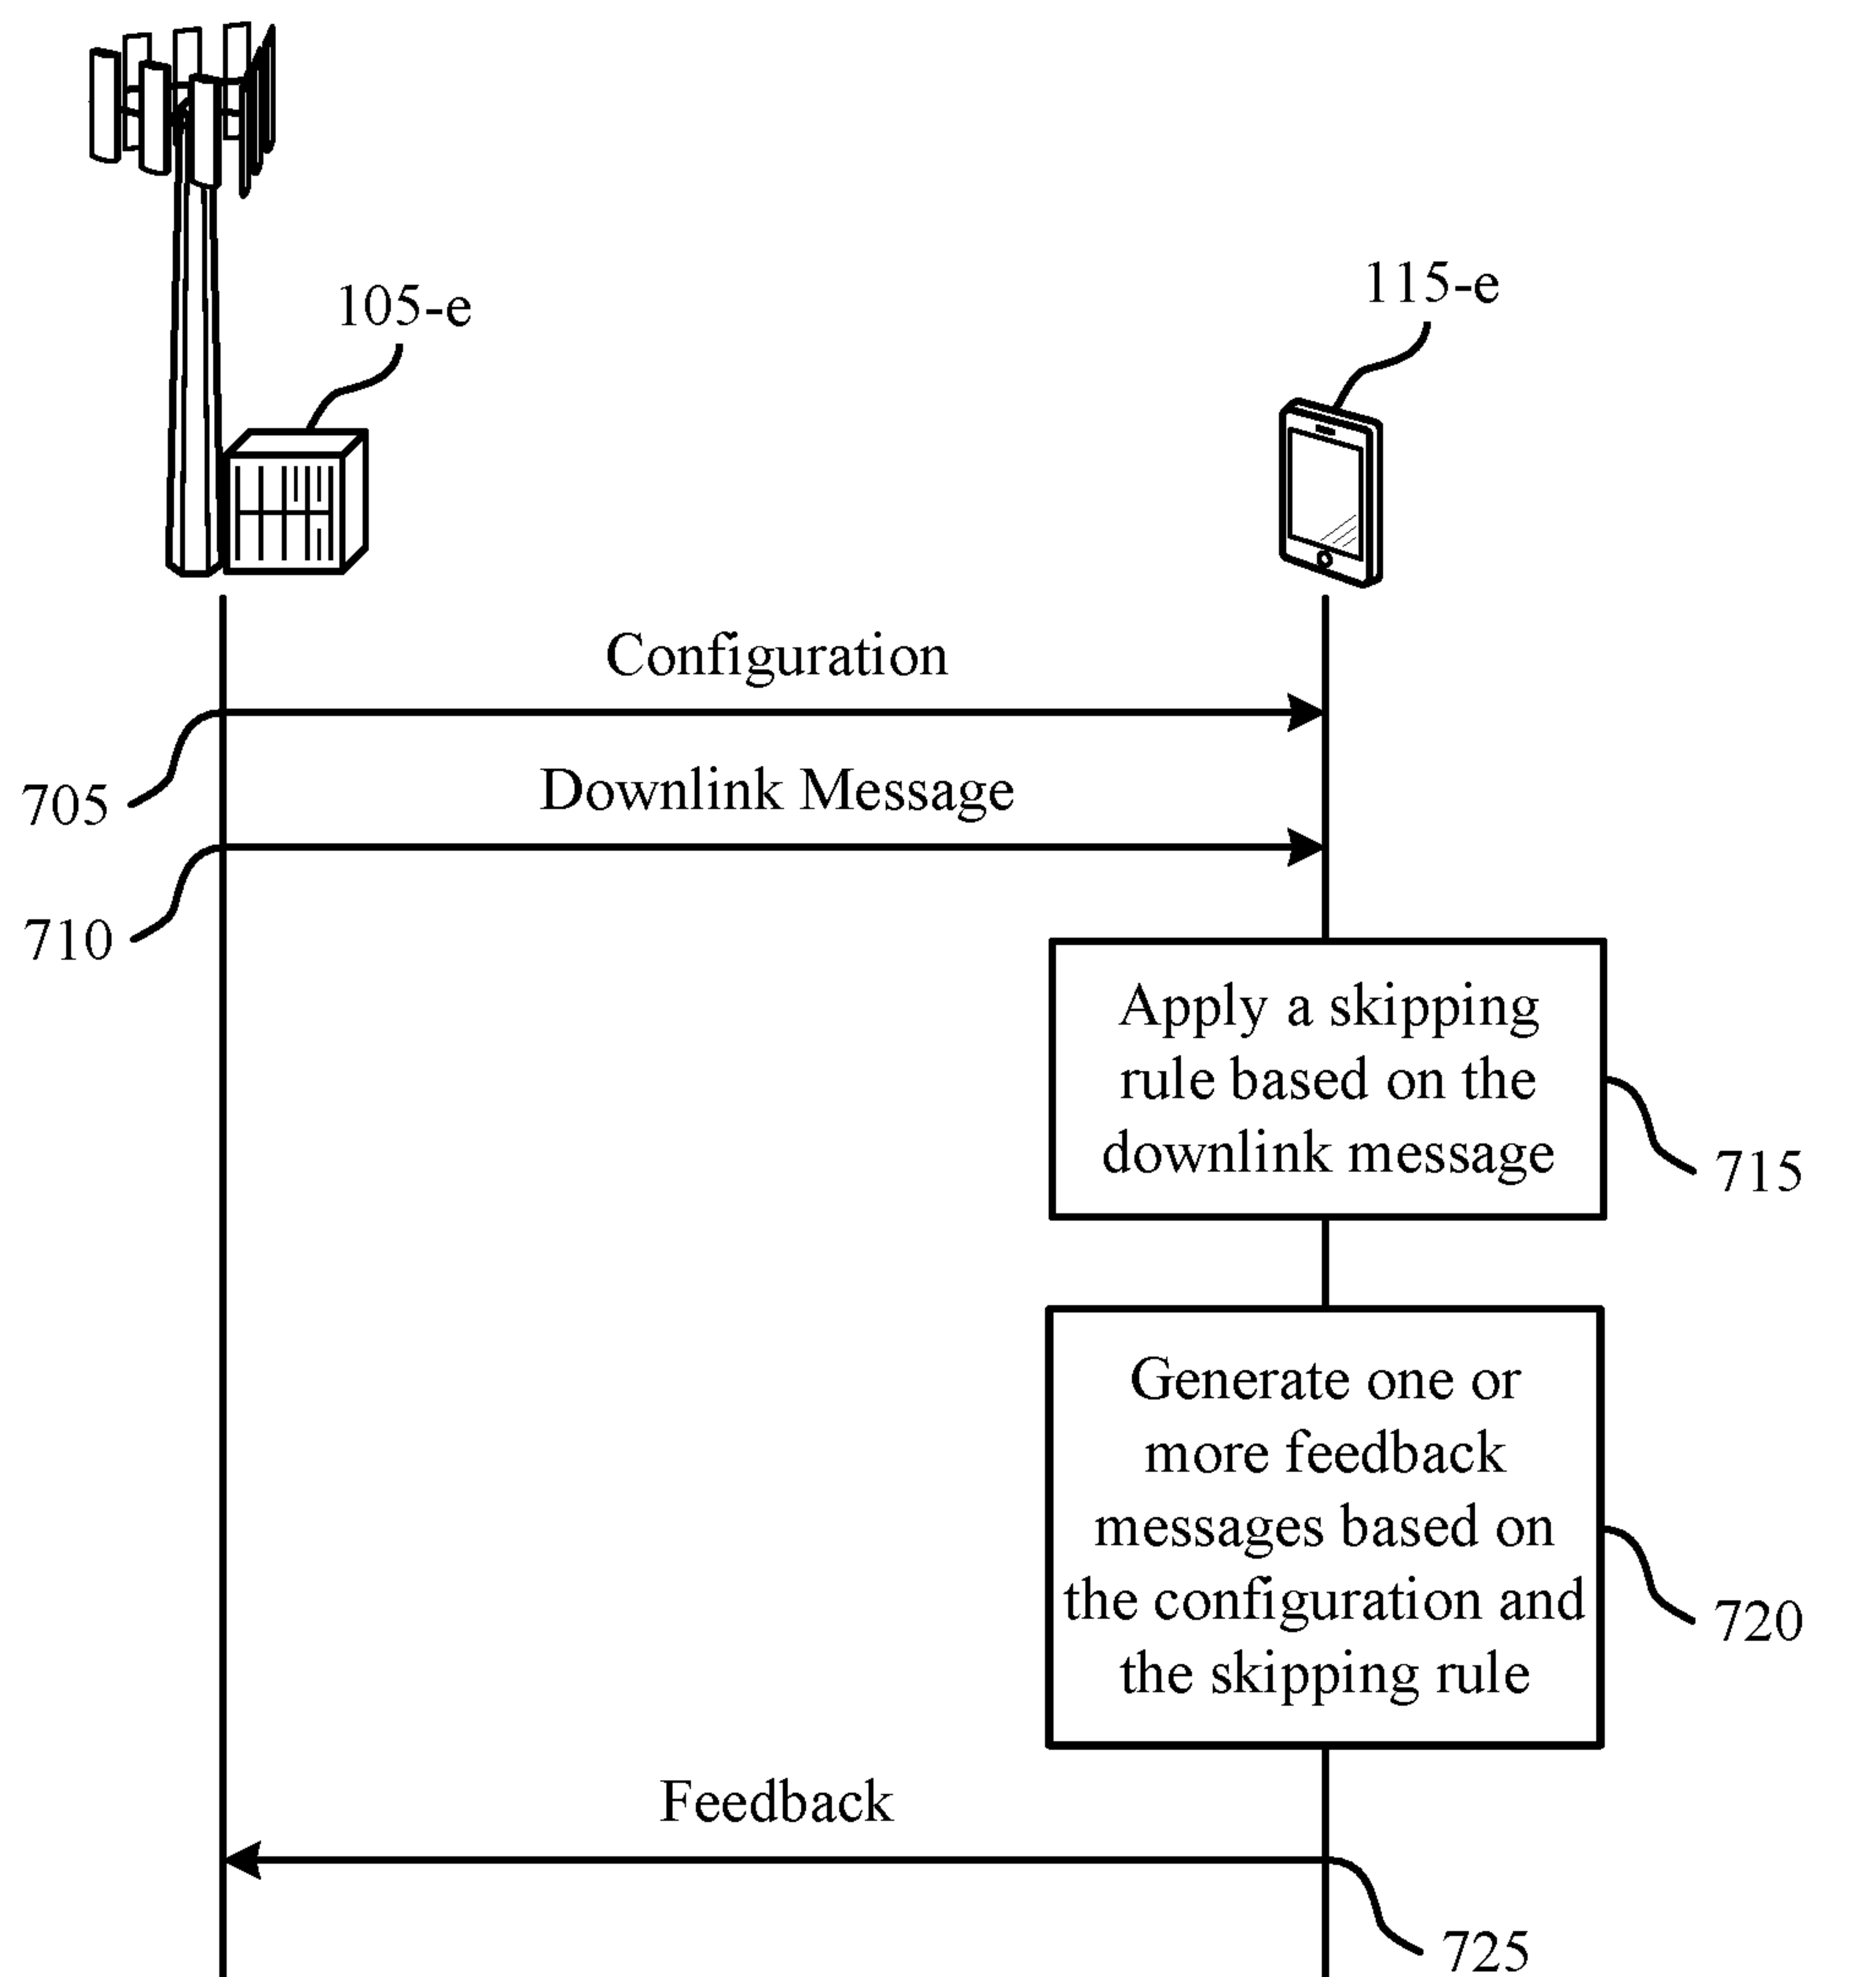 105-e
115-e
Configuration
705
Downlink Message
710
Apply a skipping
rule based on the
downlink message
715
Generate one or
more feedback
messages based on
the configuration and
the skipping rule
720
Feedback
725